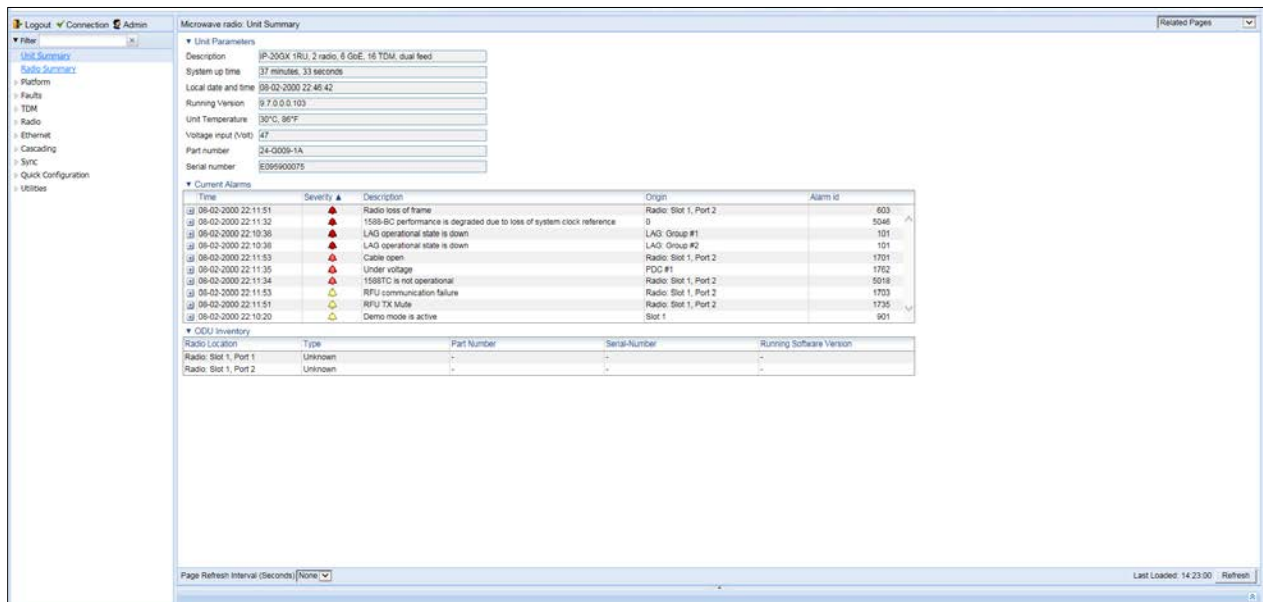 Logout Connection Admin
Microwave radio: Unit Summary
Related Pages
Filter
Unit Summary
Radio Summary
Platform
Faults
TDM
Radio
Ethernet
Cascading
Sync
Quick Configuration
Utilities
Unit Parameters
Description IP-20GX 1RU, 2 radio, 6 GbE, 16 TDM, dual feed
System up time 37 minutes, 33 seconds
Local date and time 08-02-2000 22:46:42
Running Version 9.7.0.0.0.103
Unit Temperature 30°C, 86°F
Voltage input (Volt) 47
Part number 24-G009-1A
Serial number E095900075
Current Alarms
Time Severity Description Origin Alarm id
08-02-2000 22:11:51 Radio loss of frame Radio: Slot 1, Port 2 603
08-02-2000 22:11:32 1588-BC performance is degraded due to loss of system clock reference 0 5046
08-02-2000 22:10:38 LAG operational state is down LAG: Group #1 101
08-02-2000 22:10:38 LAG operational state is down LAG: Group #2 101
08-02-2000 22:11:53 Cable open Radio: Slot 1, Port 2 1701
08-02-2000 22:11:35 Under voltage PDC #1 1762
08-02-2000 22:11:34 1588TC is not operational Radio: Slot 1, Port 2 5018
08-02-2000 22:11:53 RFU communication failure Radio: Slot 1, Port 2 1703
08-02-2000 22:11:51 RFU TX Mute Radio: Slot 1, Port 2 1735
08-02-2000 22:10:20 Demo mode is active Slot 1 901
ODU Inventory
Radio Location Type Part Number Serial-Number Running Software Version
Radio: Slot 1, Port 1 Unknown - - -
Radio: Slot 1, Port 2 Unknown - - -
Page Refresh Interval (Seconds) None
Last Loaded: 14:23:00 Refresh